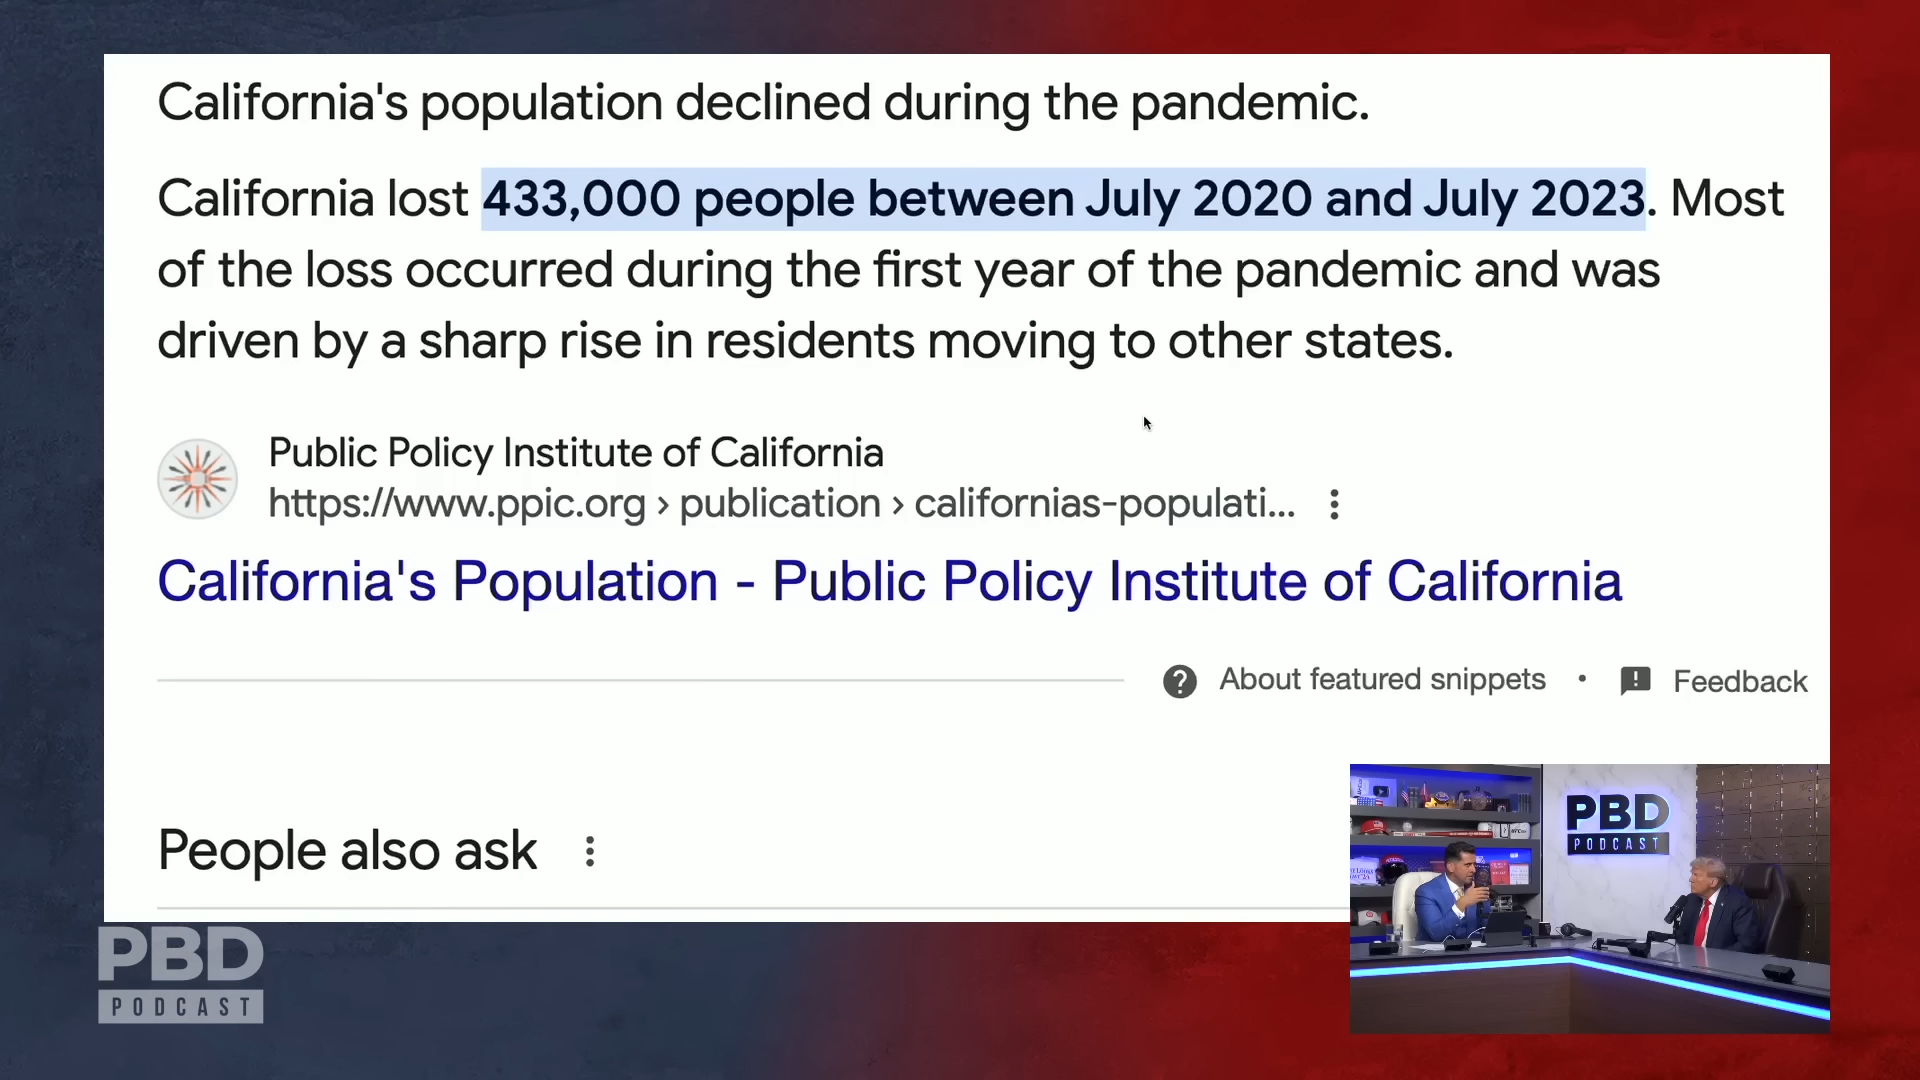 California's population declined during the pandemic.
California lost 433,000 people between July 2020 and July 2023. Most
of the loss occurred during the first year of the pandemic and was
driven by a sharp rise in residents moving to other states.
Public Policy Institute of California
https://www.ppic.org › publication › californias-populati...
California's Population - Public Policy Institute of California
About featured snippets • Feedback
People also ask
PBD
PODCAST
PBD
PODCAST